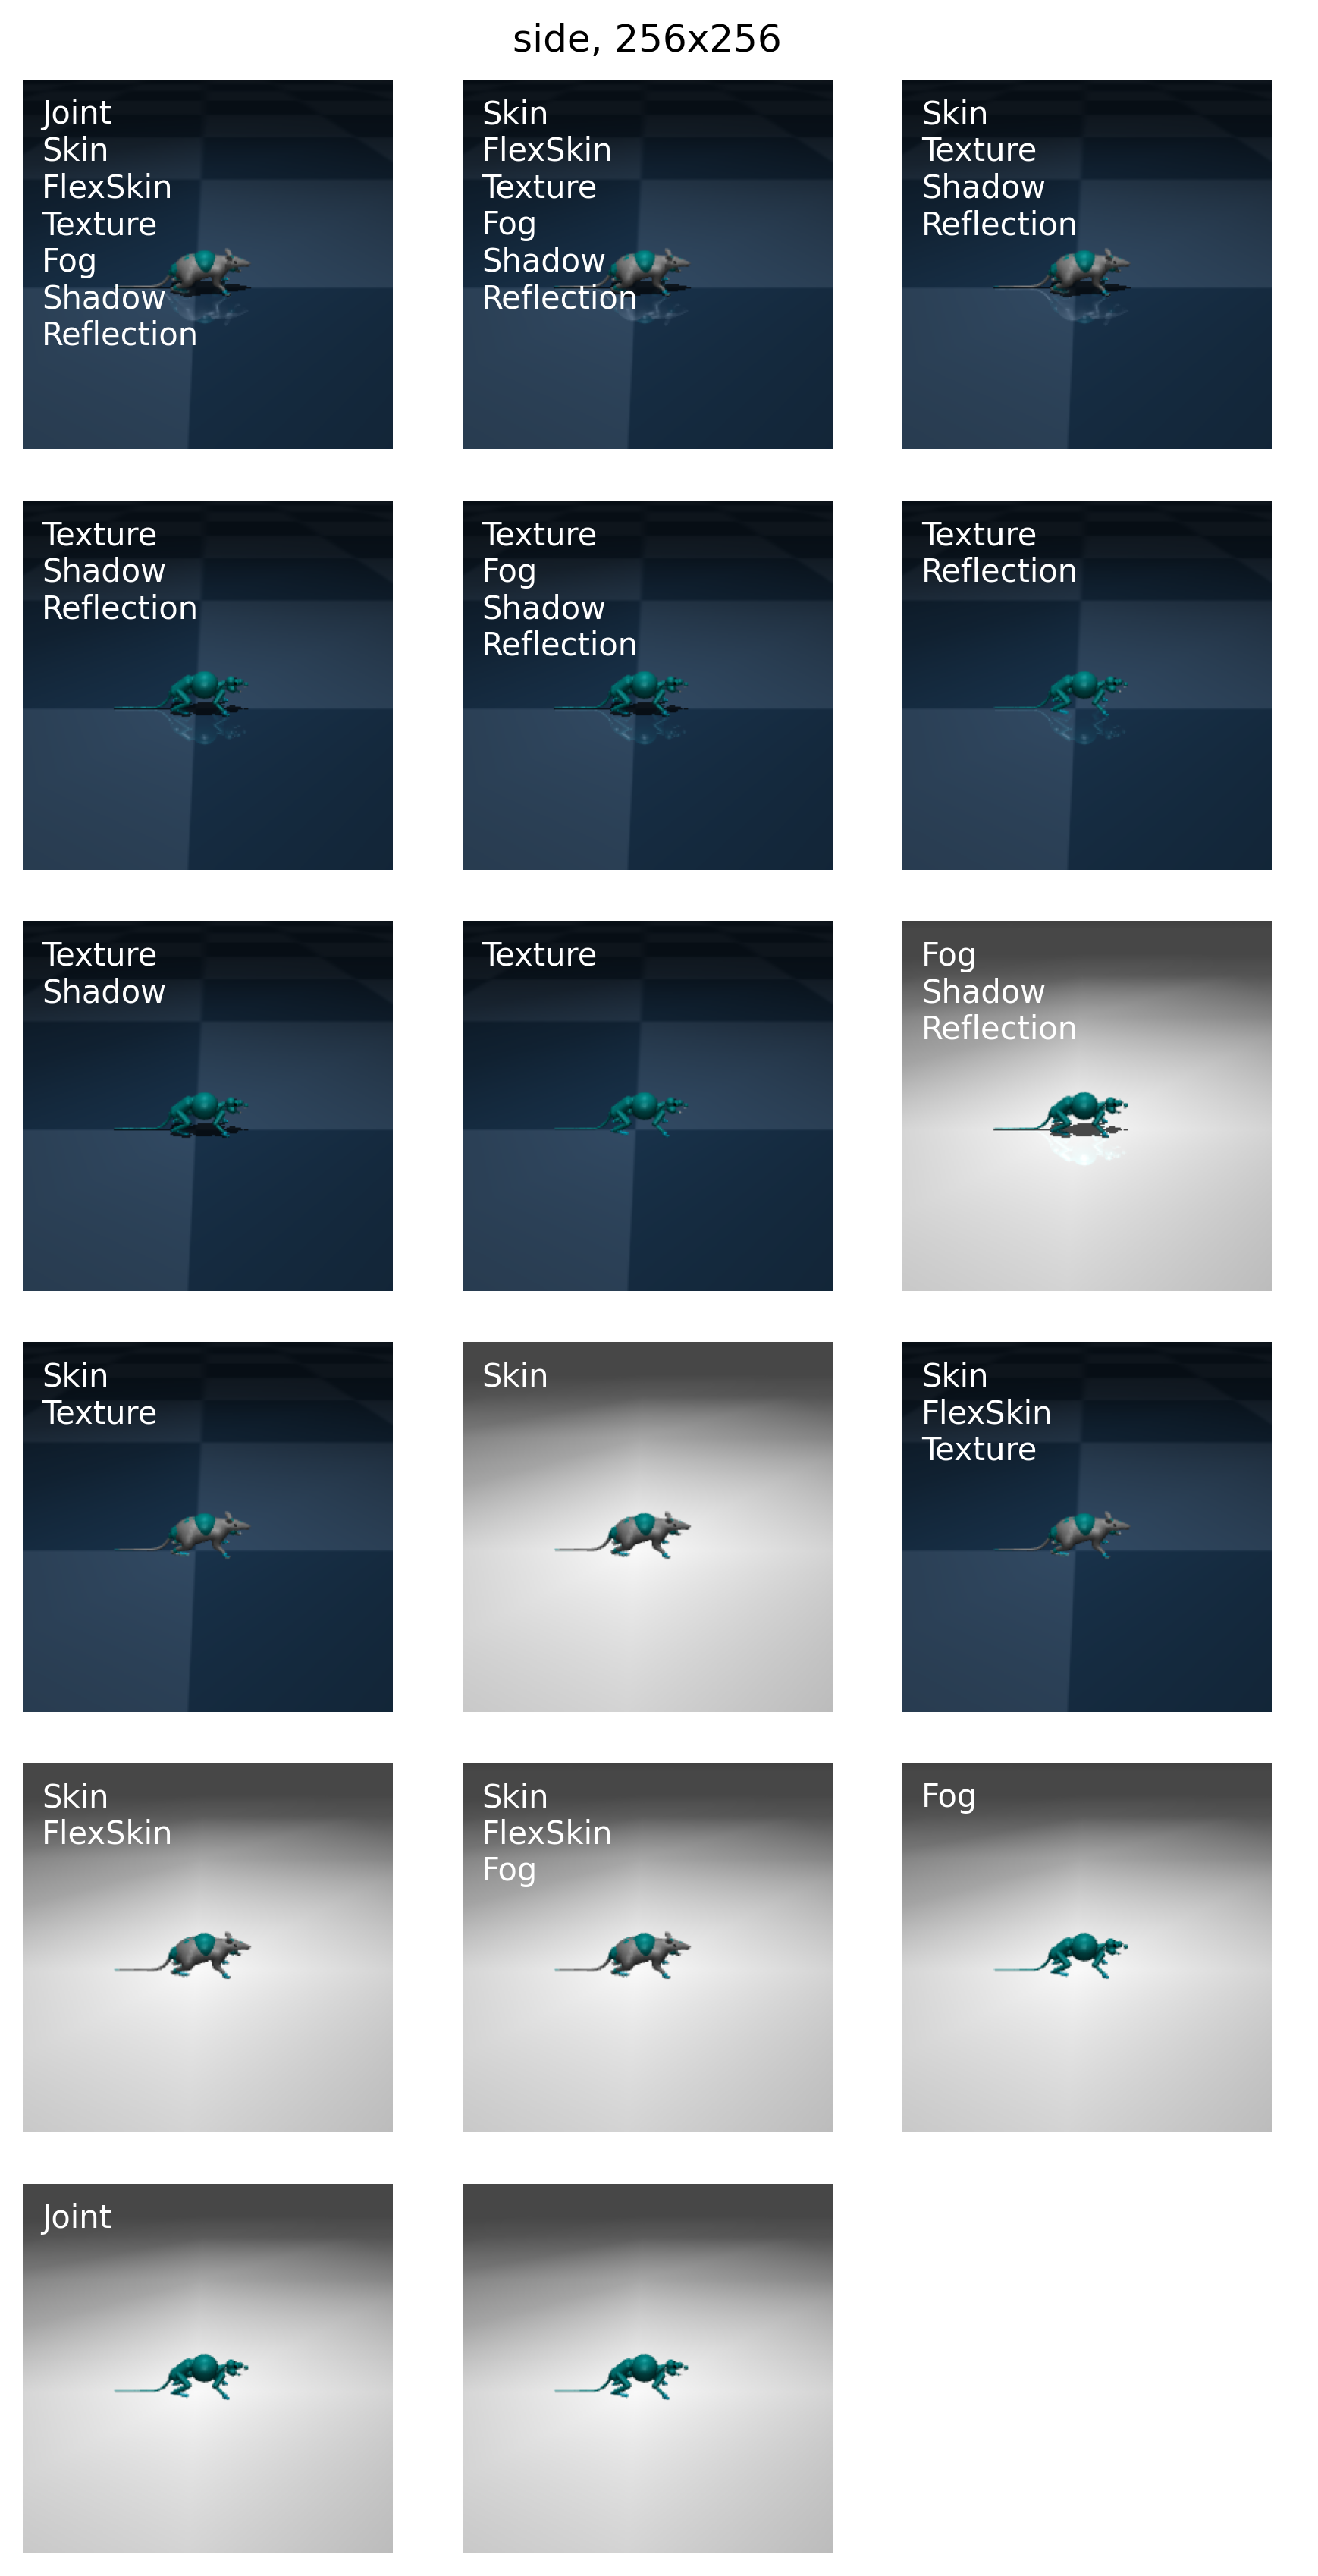 side, 256x256
Joint
Skin
FlexSkin
Texture
Fog
Shadow
Reflection
Skin
FlexSkin
Texture
Fog
Shadow
Reflection
Skin
Texture
Shadow
Reflection
Texture
Shadow
Reflection
Texture
Fog
Shadow
Reflection
Texture
Reflection
Texture
Shadow
Texture
Fog
Shadow
Reflection
Skin
Texture
Skin
Skin
FlexSkin
Texture
Skin
FlexSkin
Skin
FlexSkin
Fog
Fog
Joint